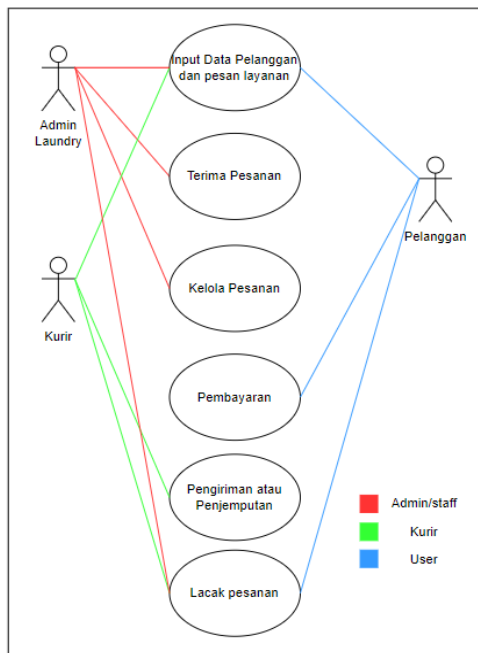 Input Data Pelanggan
dan pesan layanan
Admin
Laundry
Terima Pesanan
Pelanggan
Kelola Pesanan
Kurir
Pembayaran
Pengiriman atau
Penjemputan
Admin/staff
Kurir
User
Lacak pesanan